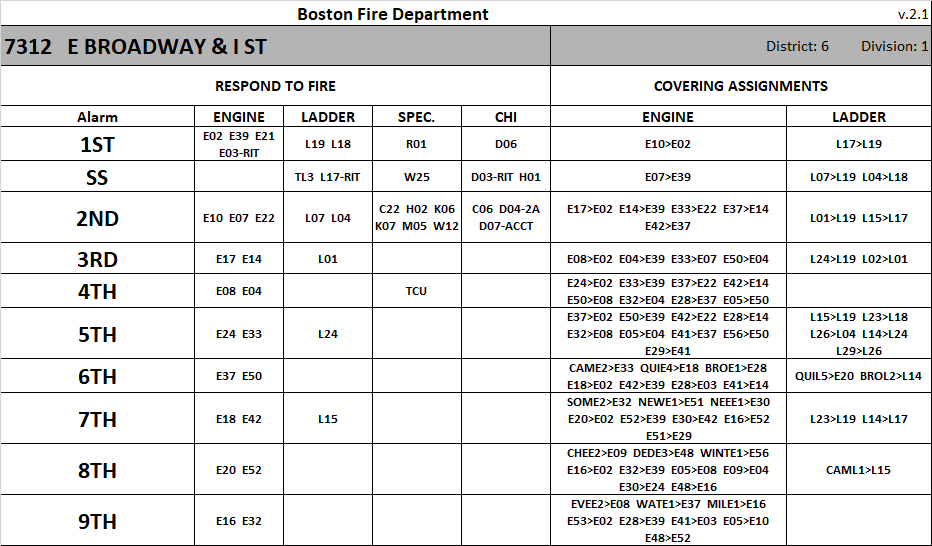 Boston Fire Department
v.2.1
7312 E BROADWAY & I ST
District: 6 Division: 1
RESPOND TO FIRE
COVERING ASSIGNMENTS
Alarm ENGINE LADDER SPEC. CHI ENGINE LADDER
1ST
E02 E39 E21
E03-RIT
L19 L18
R01
D06
E10>E02
L17>L19
SS
TL3 L17-RIT
W25
D03-RIT H01
E07>E39
L07>L19 L04>L18
2ND
E10 E07 E22
L07 L04
C22 H02 K06
K07 M05 W12
C06 D04-2A
D07-ACCT
E17>E02 E14>E39 E33>E22 E37>E14
E42>E37
L01>L19 L15>L17
3RD
E17 E14
L01
E08>E02 E04>E39 E33>E07 E50>E04
L24>L19 L02>L01
4TH
E08 E04
TCU
E24>E02 E33>E39 E37>E22 E42>E14
E50>E08 E32>E04 E28>E37 E05>E50
5TH
E24 E33
L24
E37>E02 E50>E39 E42>E22 E28>E14
E32>E08 E05>E04 E41>E37 E56>E50
E29>E41
L15>L19 L23>L18
L26>L04 L14>L24
L29>L26
6TH
E37 E50
CAME2>E33 QUIE4>E18 BROE1>E28
E18>E02 E42>E39 E28>E03 E41>E14
QUIL5>E20 BROL2>L14
7TH
E18 E42
L15
SOME2>E32 NEWE1>E51 NEEE1>E30
E20>E02 E52>E39 E30>E42 E16>E52
E51>E29
L23>L19 L14>L17
8TH
E20 E52
CHEE2>E09 DEDE3>E48 WINTE1>E56
E16>E02 E32>E39 E05>E08 E09>E04
E30>E24 E48>E16
CAML1>L15
9TH
E16 E32
EVEE2>E08 WATE1>E37 MILE1>E16
E53>E02 E28>E39 E41>E03 E05>E10
E48>E52